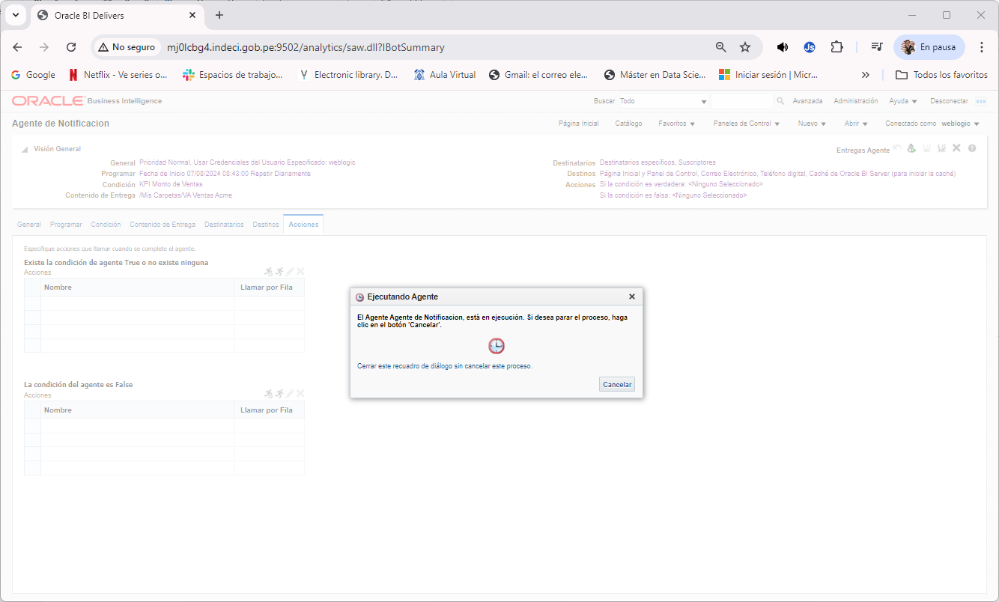 Oracle BI Delivers
No seguro
mj0lcbg4.indeci.gob.pe:9502/analytics/saw.dll?IBotSummary
Js
En pausa
Google
Netflix - Ve series o...
Espacios de trabajo...
Electronic library. D...
Aula Virtual
Gmail: el correo ele...
Máster en Data Scie...
Iniciar sesión | Micr...
Todos los favoritos
ORACLE Business Intelligence
Buscar Todo
Avanzada
Administración
Ayuda
Desconectar
Agente de Notificacion
Página Inicial
Catálogo
Favoritos
Paneles de Control
Nuevo
Abrir
Conectado como weblogic
Visión General
Entregas Agente
General Prioridad Normal, Usar Credenciales del Usuario Especificado: weblogic
Programar Fecha de Inicio 07/08/2024 08:43:00 Repetir Diariamente
Condición KPI Monto de Ventas
Contenido de Entrega /Mis Carpetas/VA Ventas Acme
Destinatarios Destinatarios específicos, Suscriptores
Destinos Página Inicial y Panel de Control, Correo Electrónico, Teléfono digital, Caché de Oracle BI Server (para iniciar la caché)
Acciones Si la condición es verdadera: <Ninguno Seleccionado>
Si la condición es falsa: <Ninguno Seleccionado>
General
Programar
Condición
Contenido de Entrega
Destinatarios
Destinos
Acciones
Especifique acciones que llamar cuando se complete el agente.
Existe la condición de agente True o no existe ninguna
Acciones
Nombre
Llamar por Fila
La condición del agente es False
Acciones
Nombre
Llamar por Fila
Ejecutando Agente
El Agente Agente de Notificacion, está en ejecución. Si desea parar el proceso, haga
clic en el botón 'Cancelar'.
Cerrar este recuadro de diálogo sin cancelar este proceso.
Cancelar